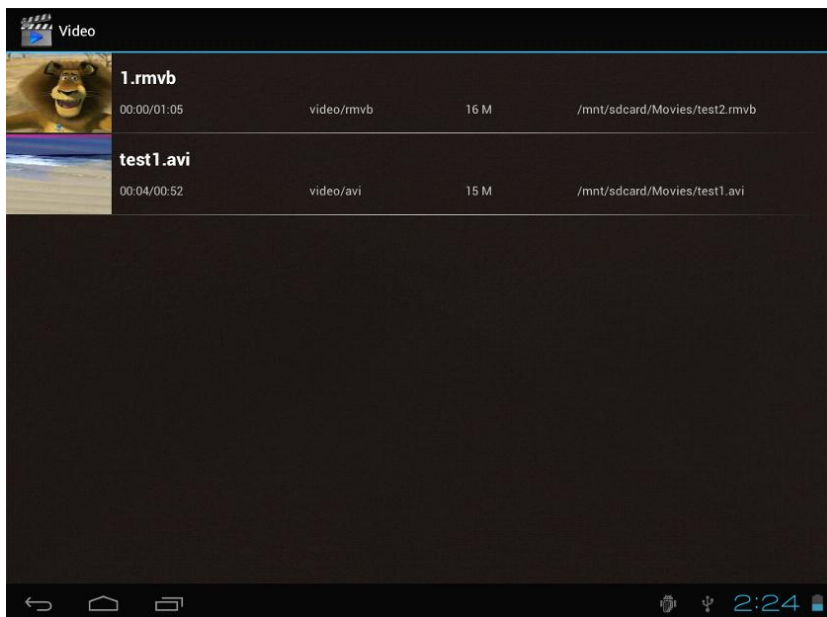 Video
1.rmvb
00:00/01:05 video/rmvb 16 M /mnt/sdcard/Movies/test2.rmvb
test1.avi
00:04/00:52 video/avi 15 M /mnt/sdcard/Movies/test1.avi
2:24